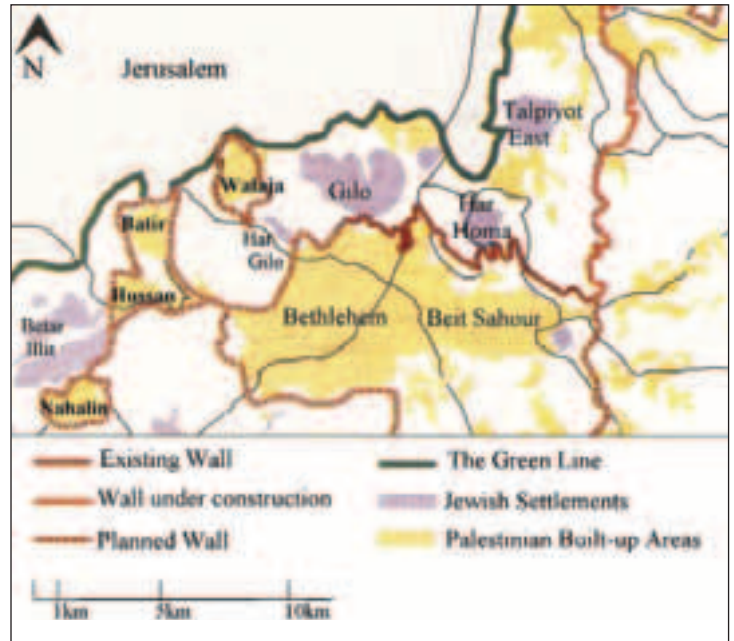 N
Jerusalem
Talpiyot
East
Walaja
Gilo
Har
Homa
Batir
Har
Gilo
Hussan
Bethlehem
Beit Sahour
Betar
Illit
Nahalin
Existing Wall
Wall under construction
Planned Wall
The Green Line
Jewish Settlements
Palestinian Built-up Areas
1km
5km
10km